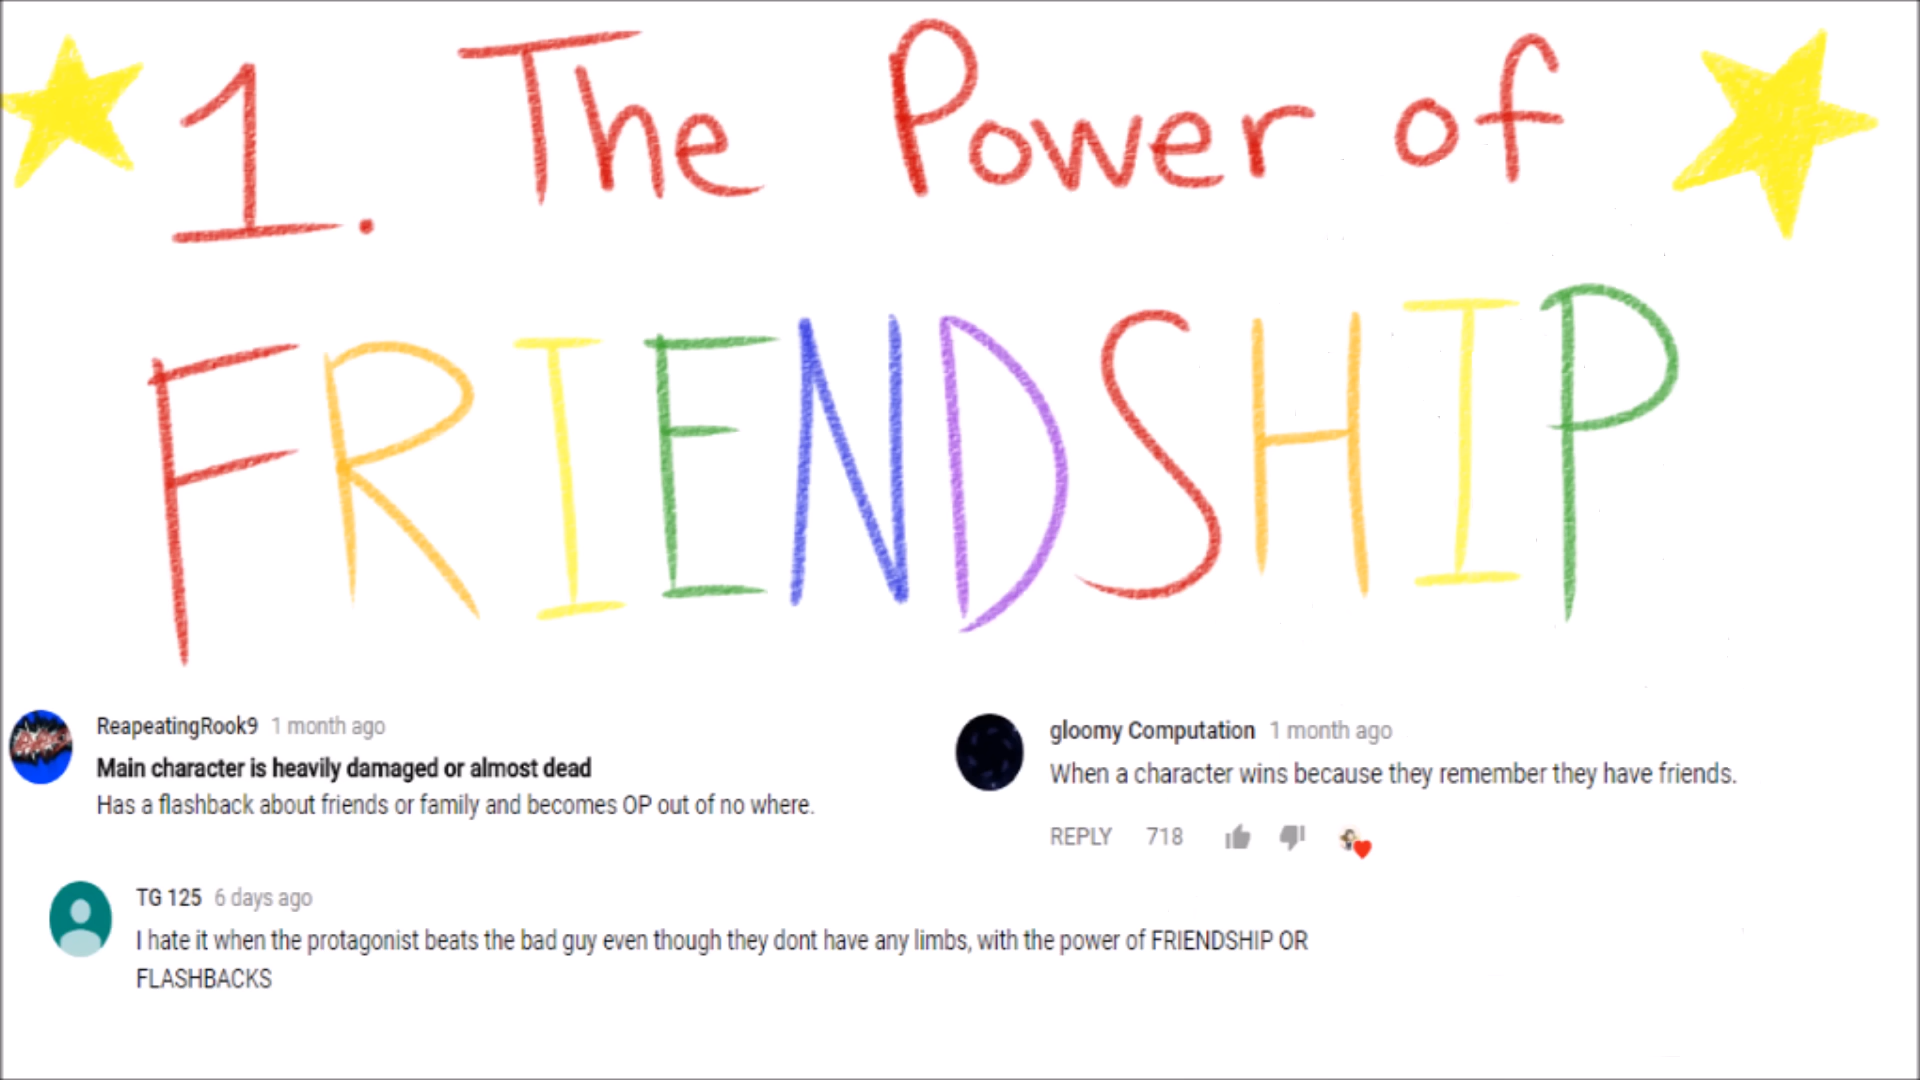 1. The Power of
FRIENDSHIP
ReapeatingRook9 1 month ago
Main character is heavily damaged or almost dead
Has a flashback about friends or family and becomes OP out of no where.
gloomy Computation 1 month ago
When a character wins because they remember they have friends.
REPLY 718
TG 125 6 days ago
I hate it when the protagonist beats the bad guy even though they dont have any limbs, with the power of FRIENDSHIP OR
FLASHBACKS